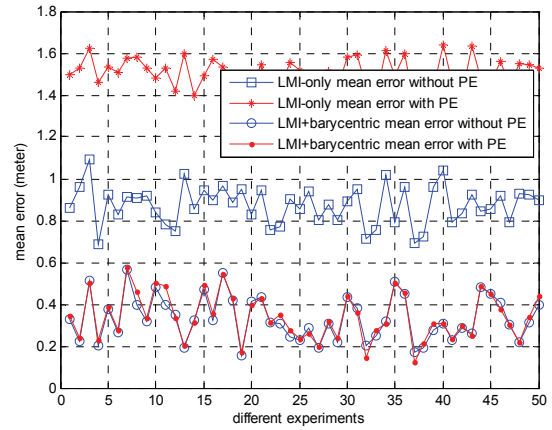 1.8
1.6
1.4
1.2
1
0.8
0.6
0.4
0.2
0
mean error (meter)
LMI-only mean error without PE
LMI-only mean error with PE
LMI+barycentric mean error without PE
LMI+barycentric mean error with PE
0 5 10 15 20 25 30 35 40 45 50
different experiments